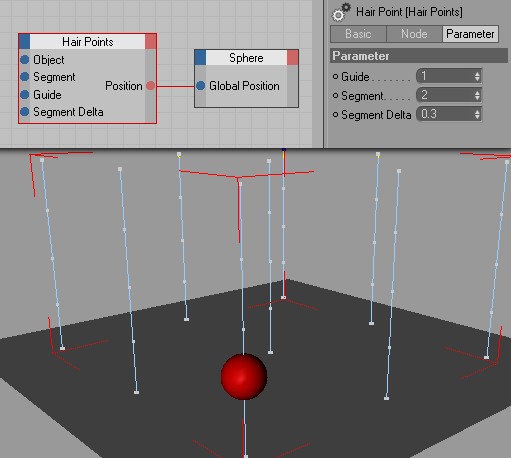 Hair Points
Object
Segment
Guide
Segment Delta
Position
Sphere
Global Position
Hair Point [Hair Points]
Basic Node Parameter
Parameter
Guide . . . . . . . 1
Segment. . . . . 2
Segment Delta 0.3